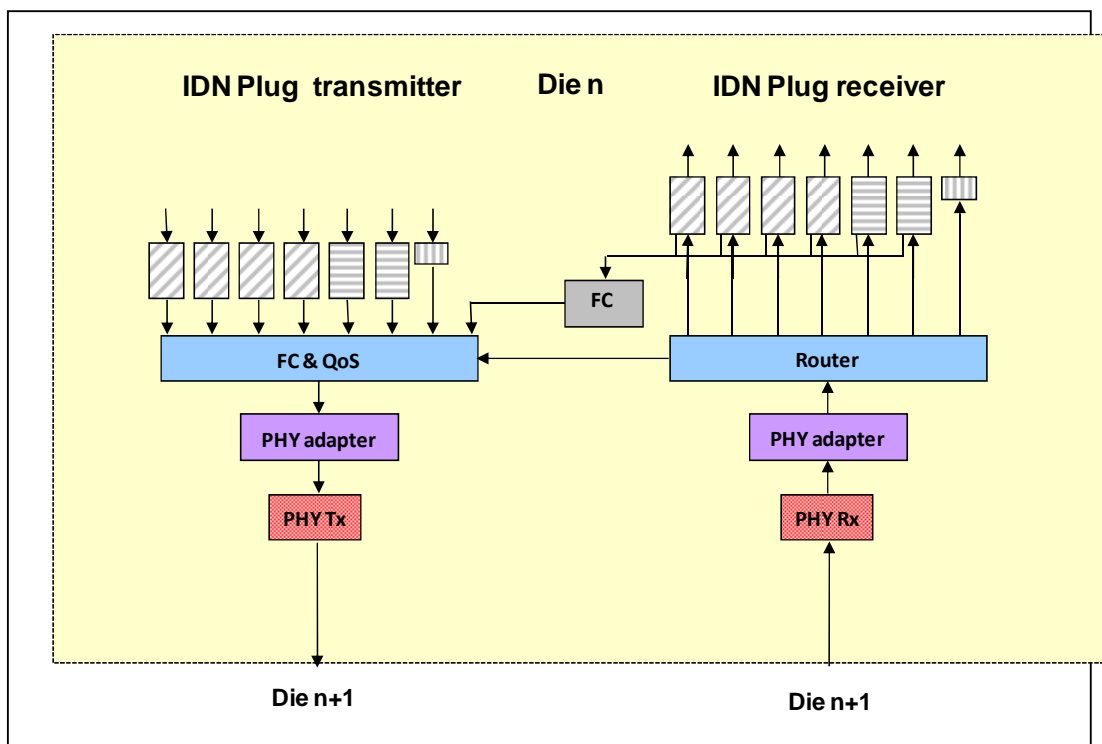 IDN Plug transmitter
Die n
IDN Plug receiver
FC
FC & QoS
Router
PHY adapter
PHY adapter
PHY Tx
PHY Rx
Die n+1
Die n+1